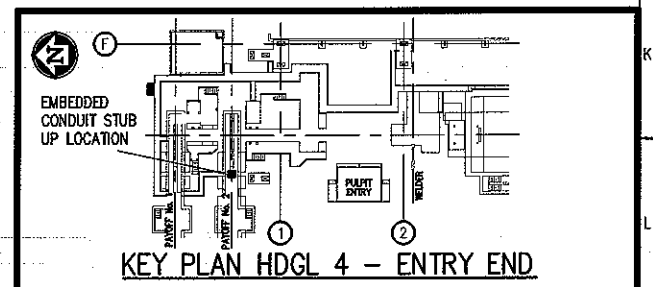 N
F
K
EMBEDDED
CONDUIT STUB
UP LOCATION
PULPIT
ENTRY
WELDER
PAYOFF No. 1
PAYOFF No. 2
1
2
L
KEY PLAN HDGL 4 – ENTRY END